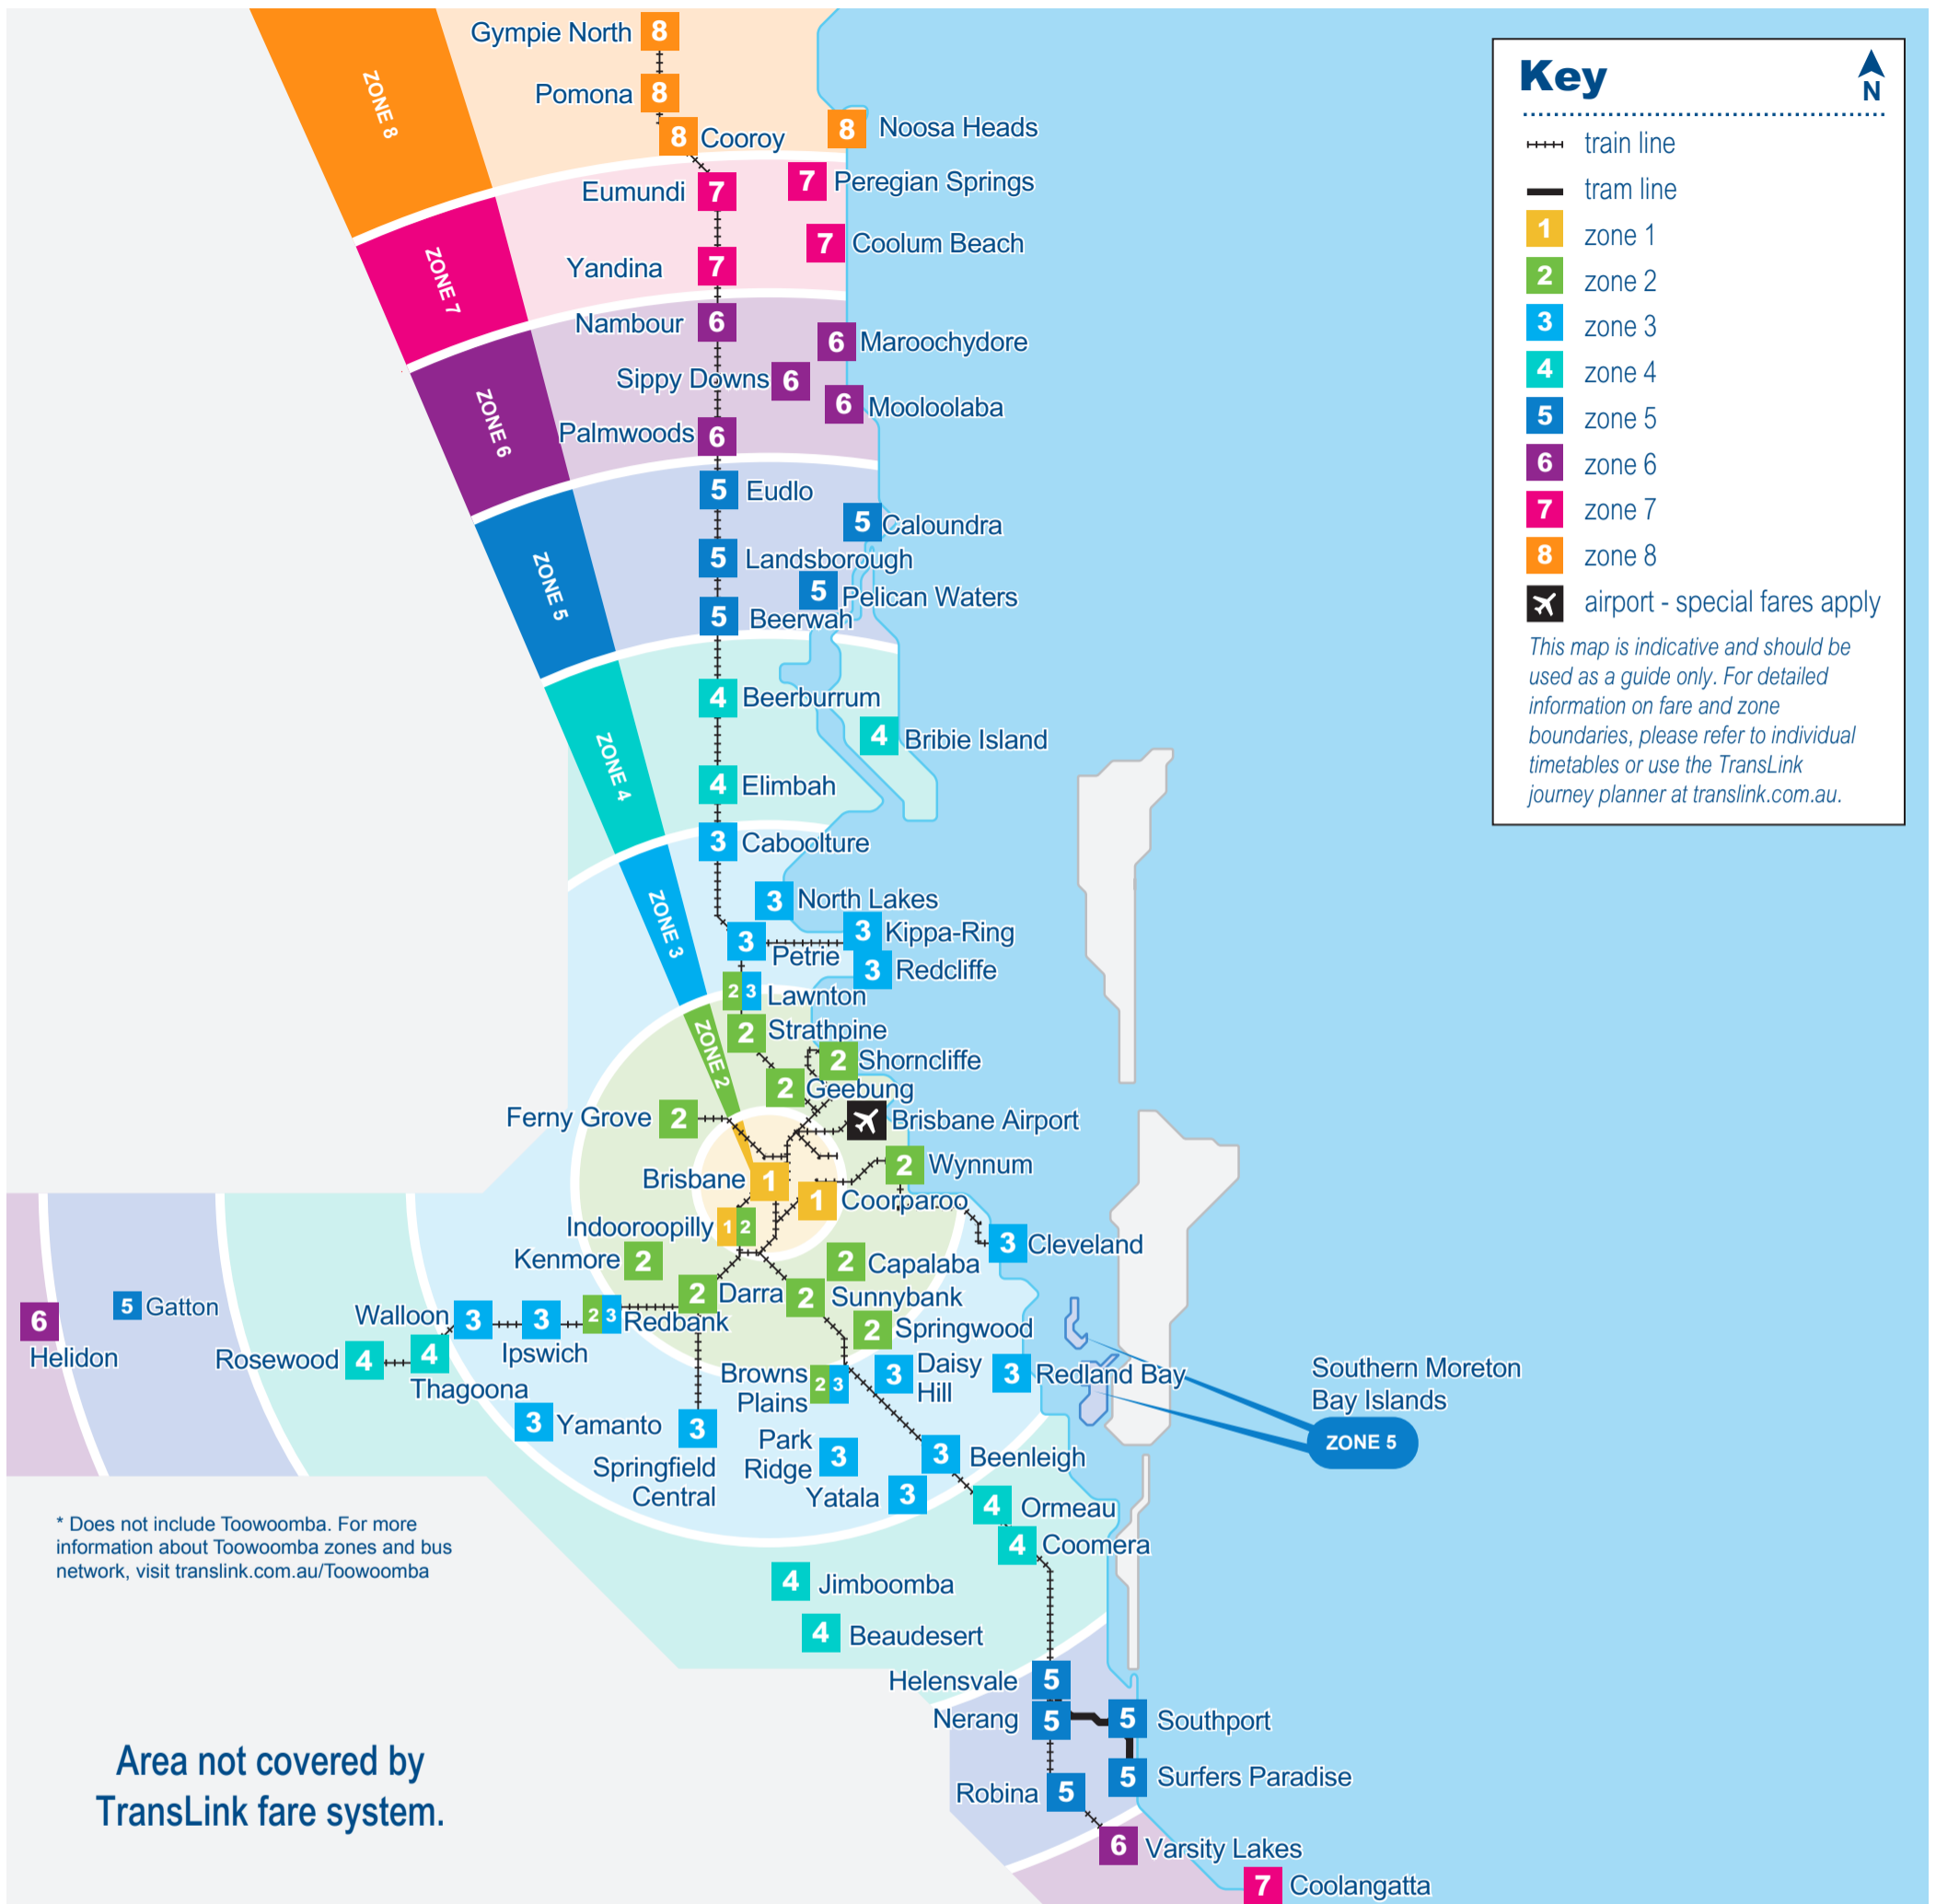 Gympie North 8
Pomona 8
8 Cooroy
8 Noosa Heads
ZONE 8
Eumundi 7
7 Peregian Springs
7 Coolum Beach
Yandina 7
ZONE 7
Nambour 6
6 Maroochydore
Sippy Downs 6
6 Mooloolaba
Palmwoods 6
ZONE 6
5 Eudlo
5 Caloundra
5 Landsborough
5 Pelican Waters
5 Beerwah
ZONE 5
4 Beerburrum
4 Bribie Island
4 Elimbah
ZONE 4
3 Caboolture
3 North Lakes
3 Kippa-Ring
3 Petrie
3 Redcliffe
ZONE 3
2 3 Lawnton
2 Strathpine
2 Shorncliffe
2 Geebung
ZONE 2
Ferny Grove 2
Brisbane Airport
2 Wynnum
Brisbane 1
1 Coorparoo
Indooroopilly 1 2
3 Cleveland
Kenmore 2
2 Capalaba
2 Darra
2 Sunnybank
6
Helidon
5 Gatton
Walloon 3
3
Ipswich
2 3 Redbank
2 Springwood
Rosewood 4
4
Thagoona
Browns
Plains
2 3
3 Daisy
Hill
3 Redland Bay
Southern Moreton
Bay Islands
ZONE 5
3 Yamanto
3
Springfield
Central
Park
Ridge
3
3 Beenleigh
Yatala 3
4 Ormeau
4 Coomera
4 Jimboomba
4 Beaudesert
Helensvale 5
Nerang 5
5 Southport
5 Surfers Paradise
Robina 5
6 Varsity Lakes
7 Coolangatta
* Does not include Toowoomba. For more
information about Toowoomba zones and bus
network, visit translink.com.au/Toowoomba
Area not covered by
TransLink fare system.
Key
N
train line
tram line
1 zone 1
2 zone 2
3 zone 3
4 zone 4
5 zone 5
6 zone 6
7 zone 7
8 zone 8
airport - special fares apply
This map is indicative and should be
used as a guide only. For detailed
information on fare and zone
boundaries, please refer to individual
timetables or use the TransLink
journey planner at translink.com.au.